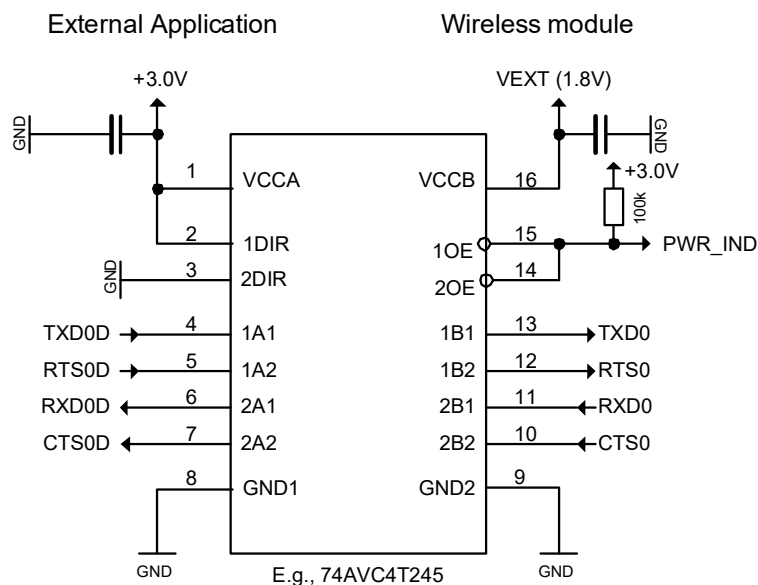 External Application
Wireless module
+3.0V
VEXT (1.8V)
GND
GND
+3.0V
100k
1 VCCA
VCCB 16
2 1DIR
1OE 15
PWR_IND
GND
3 2DIR
2OE 14
TXD0D 4 1A1
1B1 13 TXD0
RTS0D 5 1A2
1B2 12 RTS0
RXD0D 6 2A1
2B1 11 RXD0
CTS0D 7 2A2
2B2 10 CTS0
8 GND1
GND2 9
GND
GND
E.g., 74AVC4T245